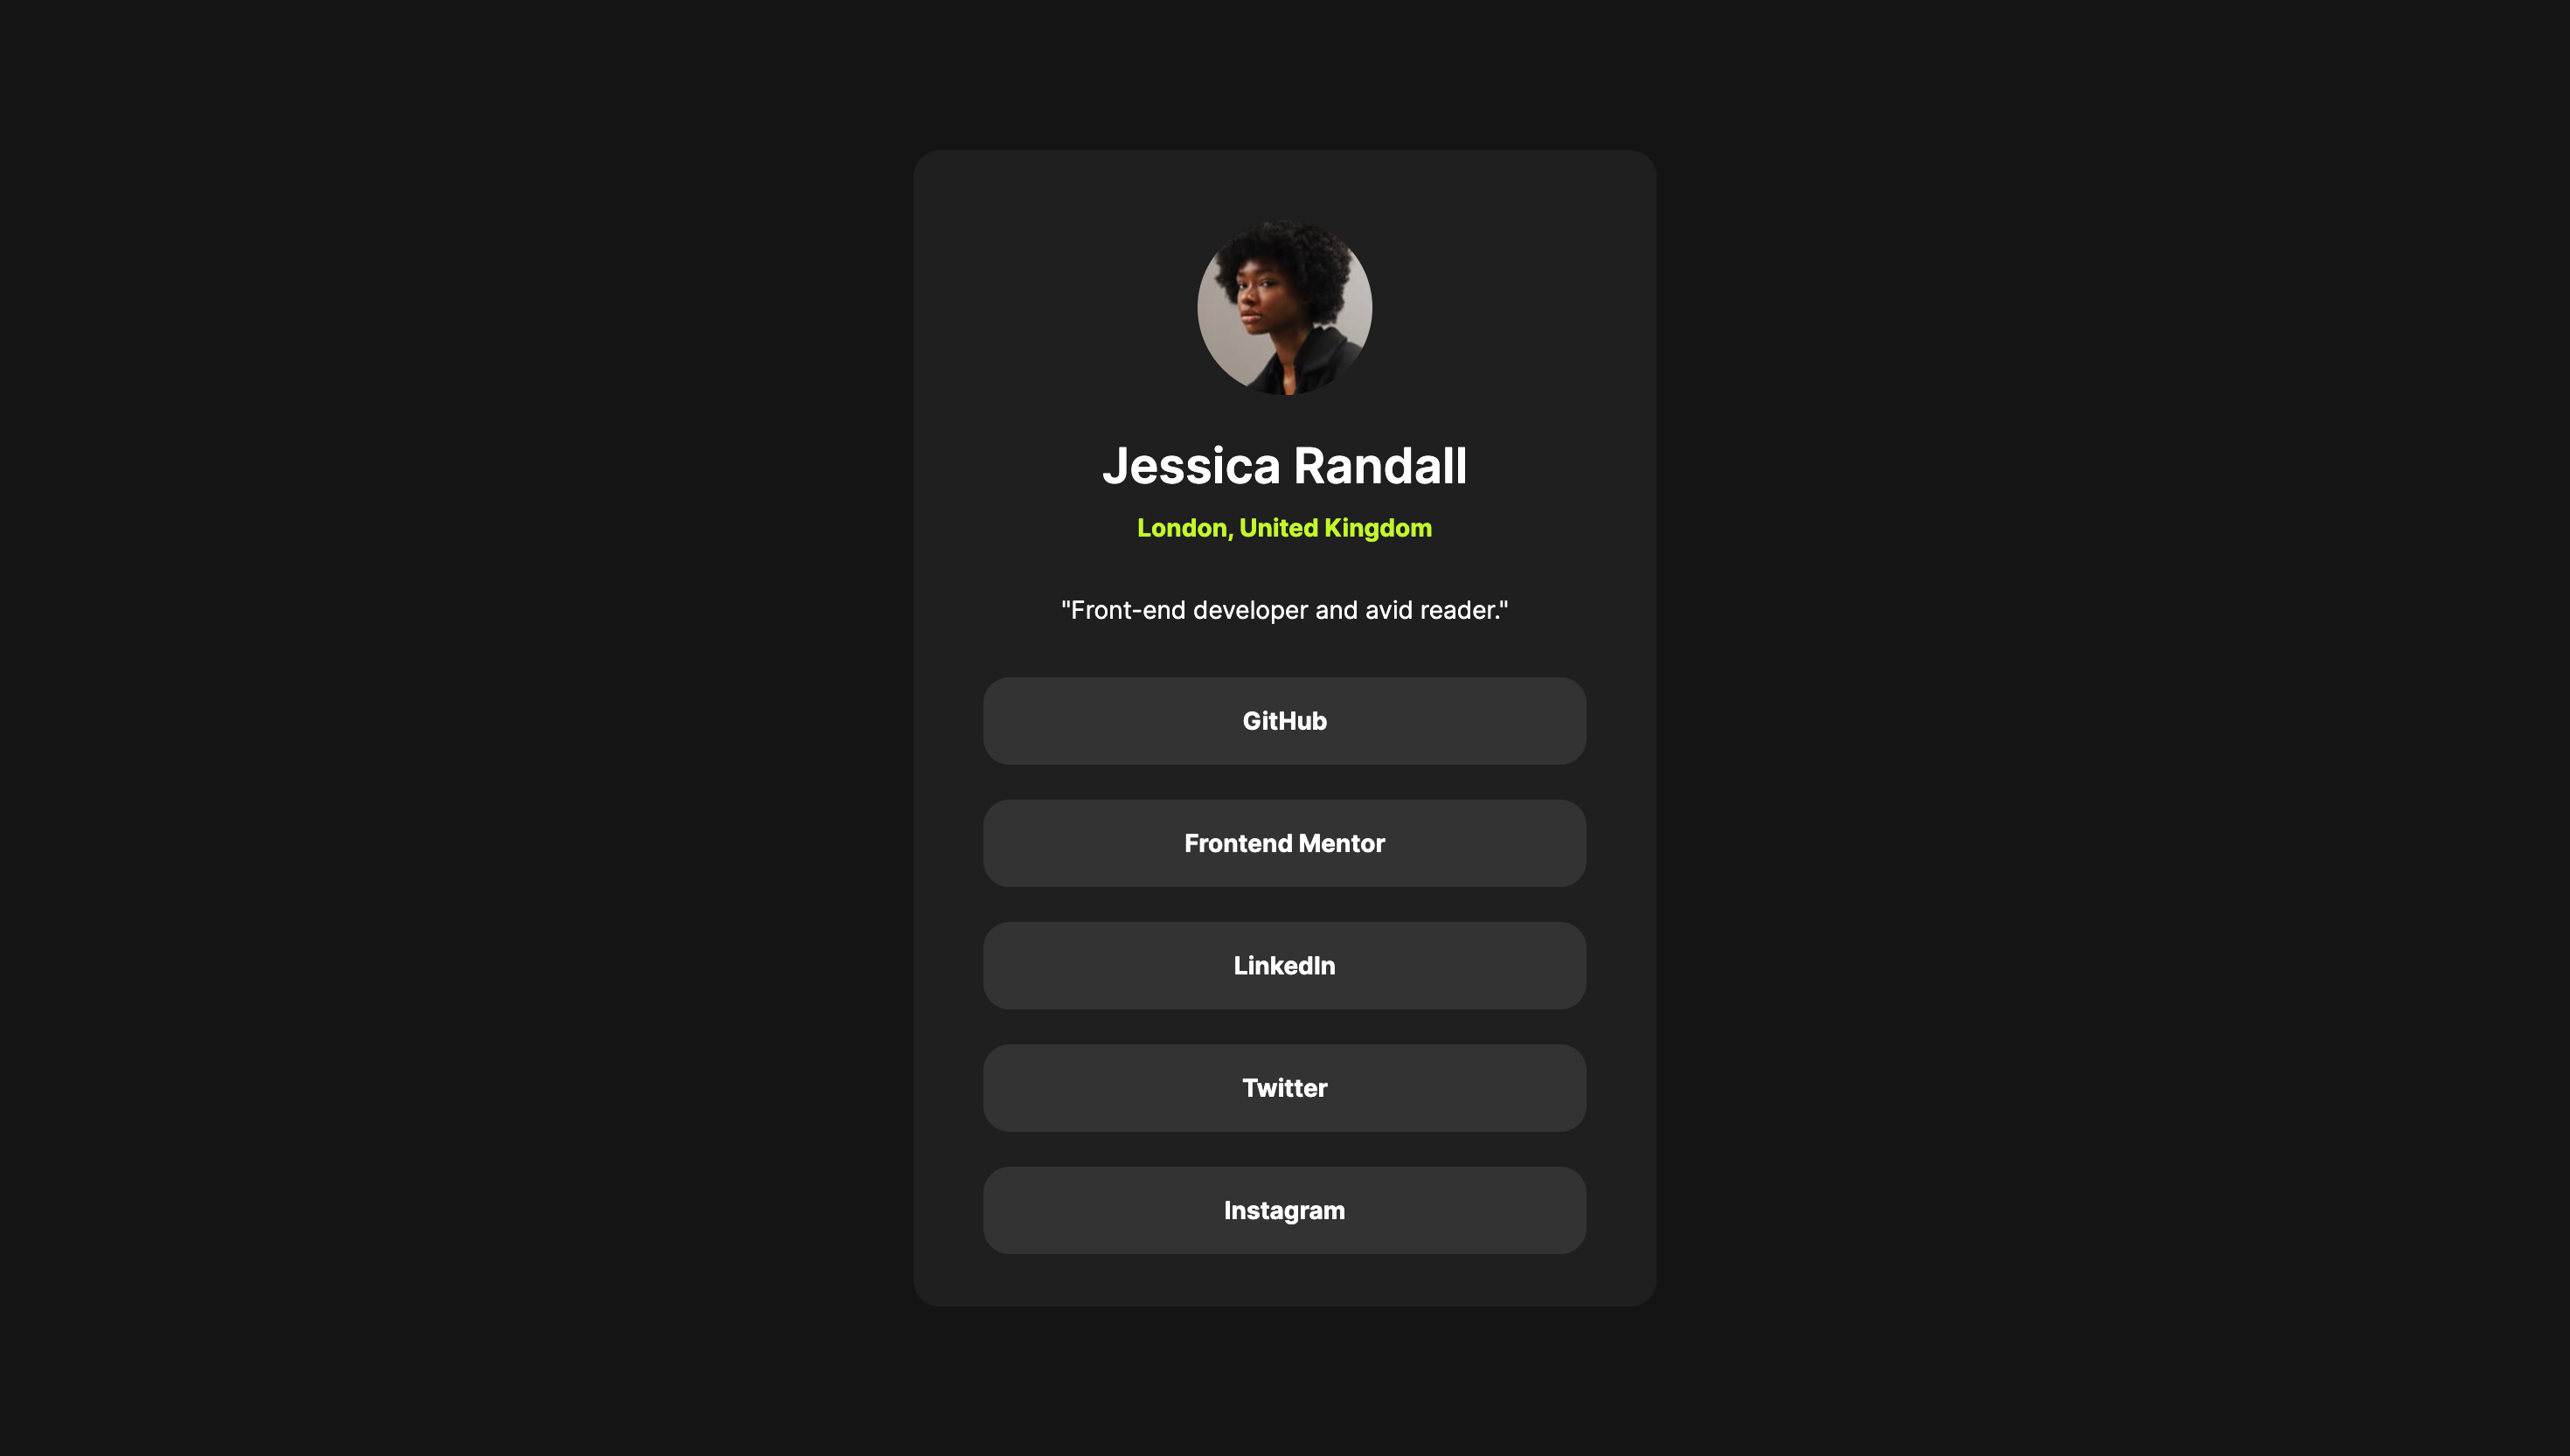 Jessica Randall
London, United Kingdom
"Front-end developer and avid reader."
GitHub
Frontend Mentor
LinkedIn
Twitter
Instagram